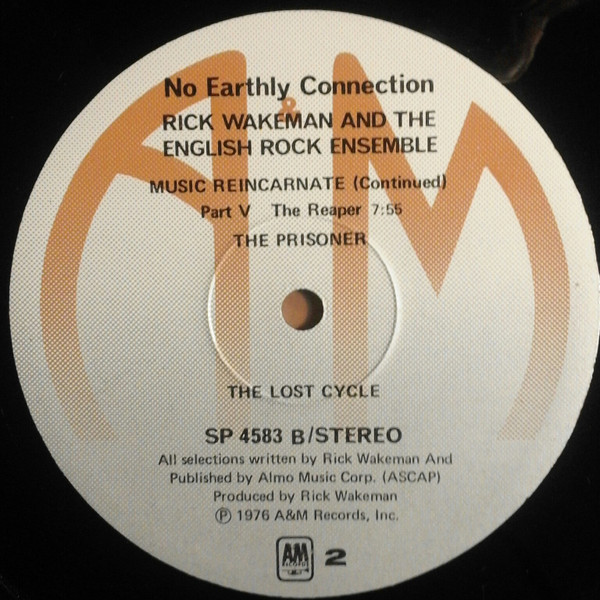 No Earthly Connection
&
RICK WAKEMAN AND THE
ENGLISH ROCK ENSEMBLE
MUSIC REINCARNATE (Continued)
Part V The Reaper 7:55
THE PRISONER
THE LOST CYCLE
SP 4583 B/STEREO
All selections written by Rick Wakeman And
Published by Almo Music Corp. (ASCAP)
Produced by Rick Wakeman
Ⓟ 1976 A&M Records, Inc.
AM
RECORDS
2